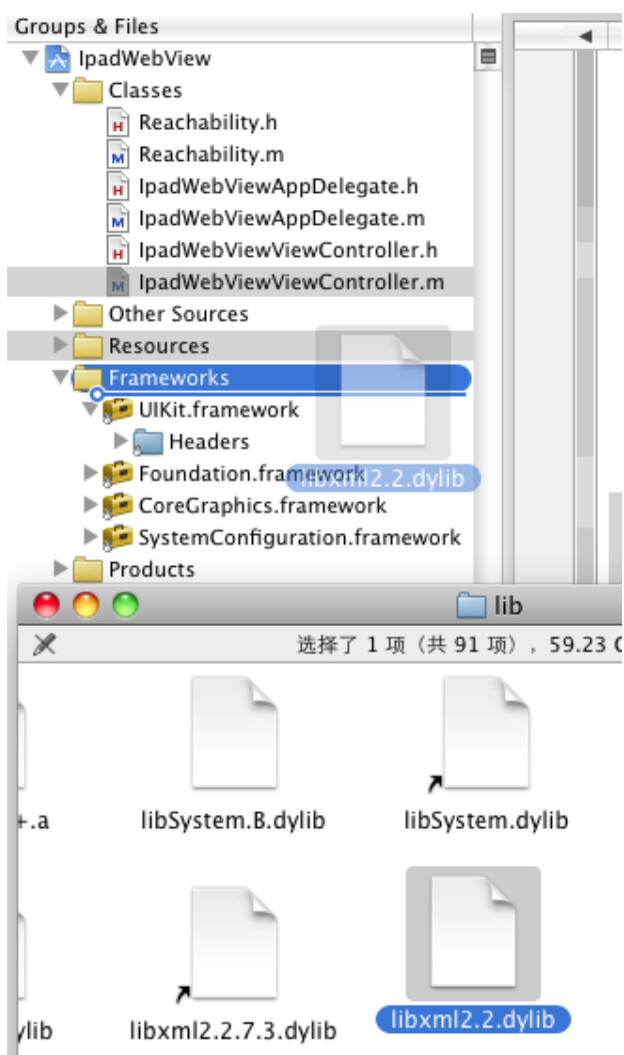 Groups & Files
IpadWebView
Classes
Reachability.h
Reachability.m
IpadWebViewAppDelegate.h
IpadWebViewAppDelegate.m
IpadWebViewViewController.h
IpadWebViewViewController.m
Other Sources
Resources
Frameworks
UIKit.framework
Headers
Foundation.framework
libxml2.2.dylib
CoreGraphics.framework
SystemConfiguration.framework
Products
lib
选择了 1 项（共 91 项），59.23
+.a
libSystem.B.dylib
libSystem.dylib
ylib
libxml2.2.7.3.dylib
libxml2.2.dylib